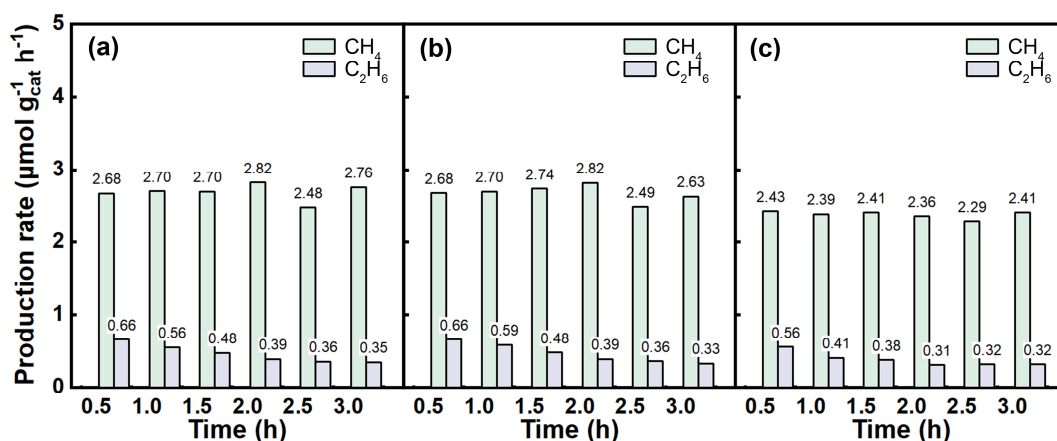 Production rate (μmol g⁻¹cat h⁻¹)
5
4
3
2
1
0
(a)
CH₄
C₂H₆
2.68 2.70 2.70 2.82 2.48 2.76
0.66 0.56 0.48 0.39 0.36 0.35
0.5 1.0 1.5 2.0 2.5 3.0
Time (h)
(b)
CH₄
C₂H₆
2.68 2.70 2.74 2.82 2.49 2.63
0.66 0.59 0.48 0.39 0.36 0.33
0.5 1.0 1.5 2.0 2.5 3.0
Time (h)
(c)
CH₄
C₂H₆
2.43 2.39 2.41 2.36 2.29 2.41
0.56 0.41 0.38 0.31 0.32 0.32
0.5 1.0 1.5 2.0 2.5 3.0
Time (h)